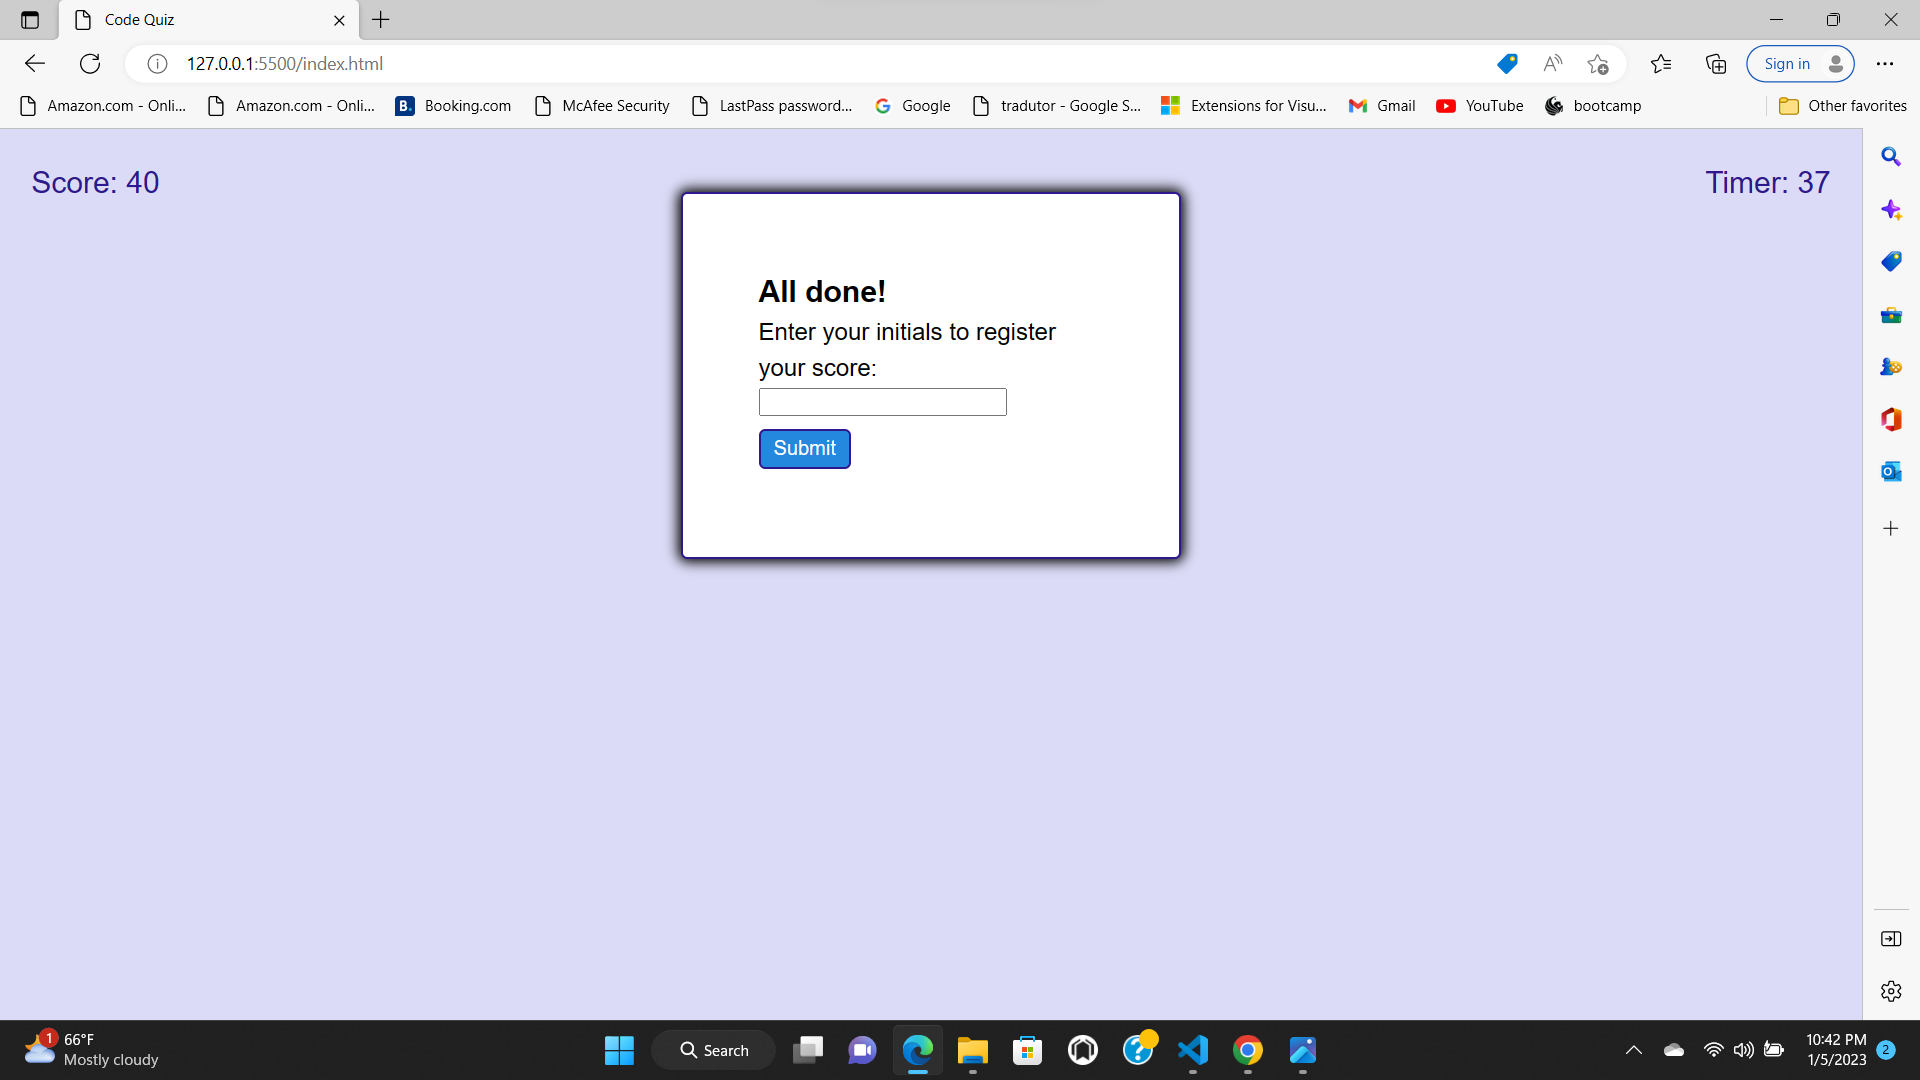 Code Quiz
127.0.0.1:5500/index.html
Sign in
Amazon.com - Onli...
Amazon.com - Onli...
B.
Booking.com
McAfee Security
LastPass password...
Google
tradutor - Google S...
Extensions for Visu...
Gmail
YouTube
bootcamp
Other favorites
Score: 40
Timer: 37
All done!
Enter your initials to register
your score:
Submit
1
66°F
Mostly cloudy
Search
10:42 PM
1/5/2023
2